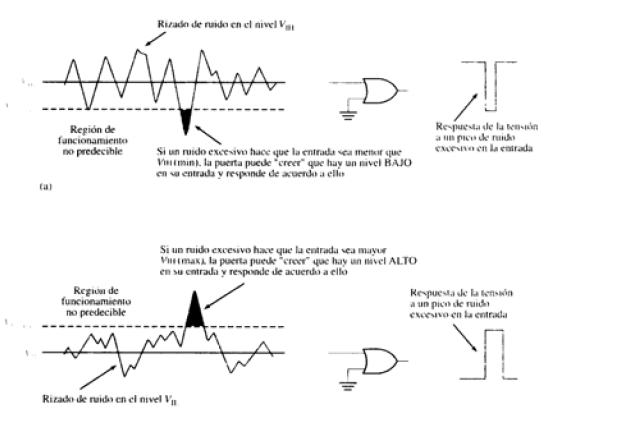 Rizado de ruido en el nivel V_IH
Región de
funcionamiento
no predecible
Si un ruido excesivo hace que la entrada sea menor que
V_IH(mín), la puerta puede "creer" que hay un nivel BAJO
en su entrada y responde de acuerdo a ello
Respuesta de la tensión
a un pico de ruido
excesivo en la entrada
(a)
Si un ruido excesivo hace que la entrada sea mayor
(max), la puerta puede "creer" que hay un nivel ALTO
en su entrada y responde de acuerdo a ello
Región de
funcionamiento
no predecible
Respuesta de la tensión
a un pico de ruido
excesivo en la entrada
Rizado de ruido en el nivel V_IL